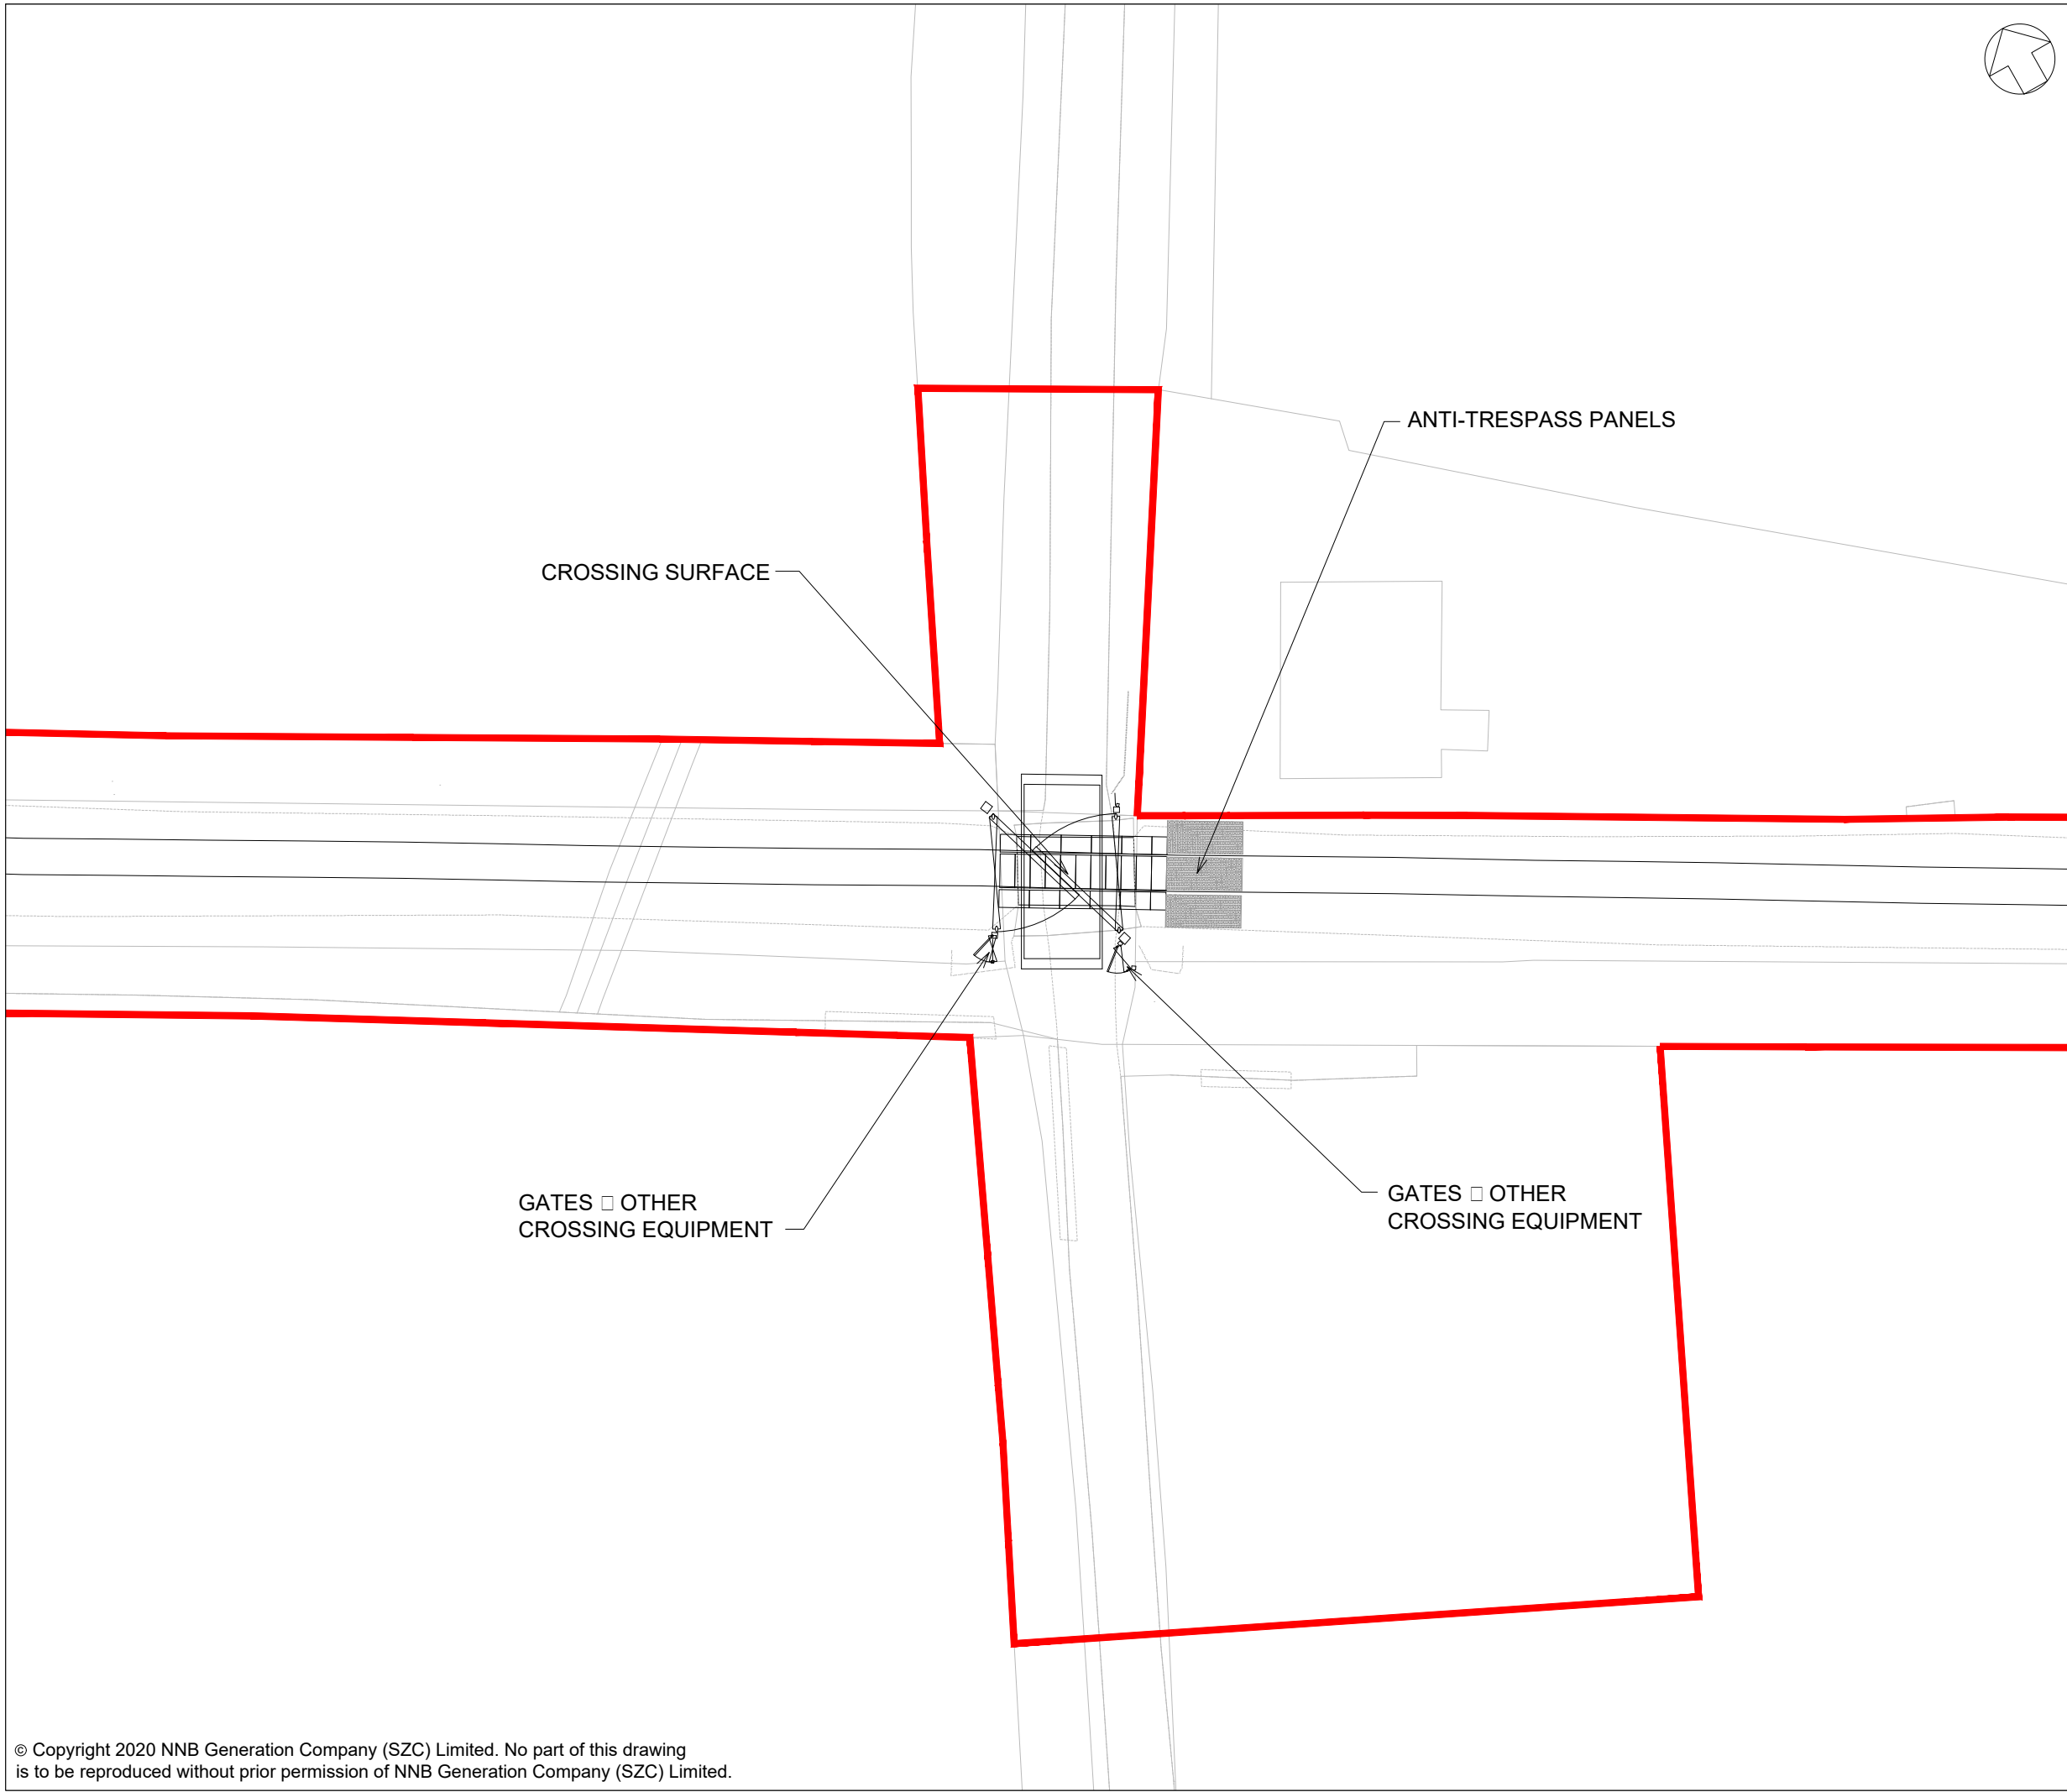 ANTI-TRESPASS PANELS
CROSSING SURFACE
GATES □ OTHER
CROSSING EQUIPMENT
GATES □ OTHER
CROSSING EQUIPMENT
© Copyright 2020 NNB Generation Company (SZC) Limited. No part of this drawing
is to be reproduced without prior permission of NNB Generation Company (SZC) Limited.